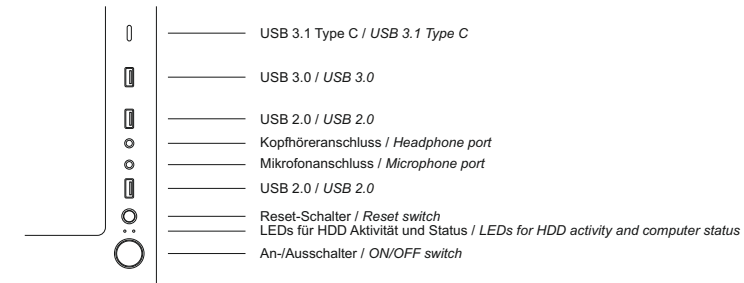 USB 3.1 Type C / USB 3.1 Type C
USB 3.0 / USB 3.0
USB 2.0 / USB 2.0
Kopfhöreranschluss / Headphone port
Mikrofonanschluss / Microphone port
USB 2.0 / USB 2.0
Reset-Schalter / Reset switch
LEDs für HDD Aktivität und Status / LEDs for HDD activity and computer status
An-/Ausschalter / ON/OFF switch